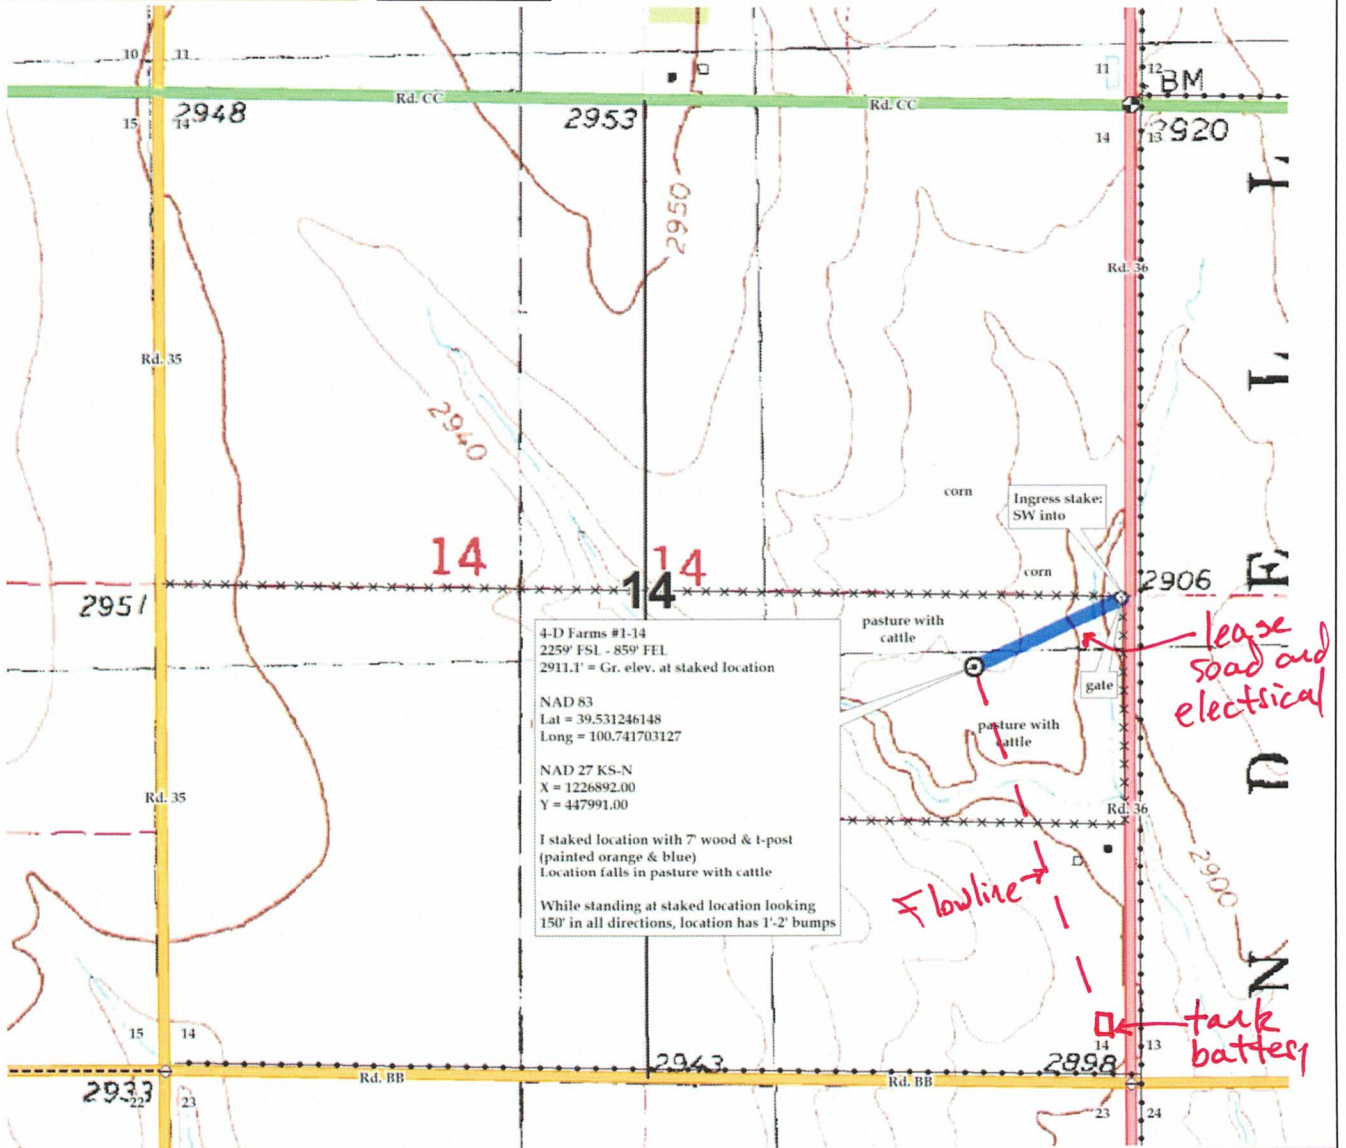 10
11
11
12
BM
Rd. CC
Rd. CC
15
14
2948
2953
14
13
2920
L
2950
Rd. 36
Rd. 35
L
2940
corn
Ingress stake:
SW into
14
14
14
corn
E
2951
2906
pasture with
cattle
lease
road and
electrical
gate
4-D Farms #1-14
2259' FSL - 859' FEL
2911.1' = Gr. elev. at staked location
NAD 83
Lat = 39.531246148
Long = 100.741703127
NAD 27 KS-N
X = 1226892.00
Y = 447991.00
I staked location with 7' wood & t-post
(painted orange & blue)
Location falls in pasture with cattle
While standing at staked location looking
150' in all directions, location has 1'-2' bumps
pasture with
cattle
D
Rd. 35
Rd. 36
2900
Flowline
N
tank
battery
15
14
14
13
2943
2898
Rd. BB
Rd. BB
2933
22
23
23
24